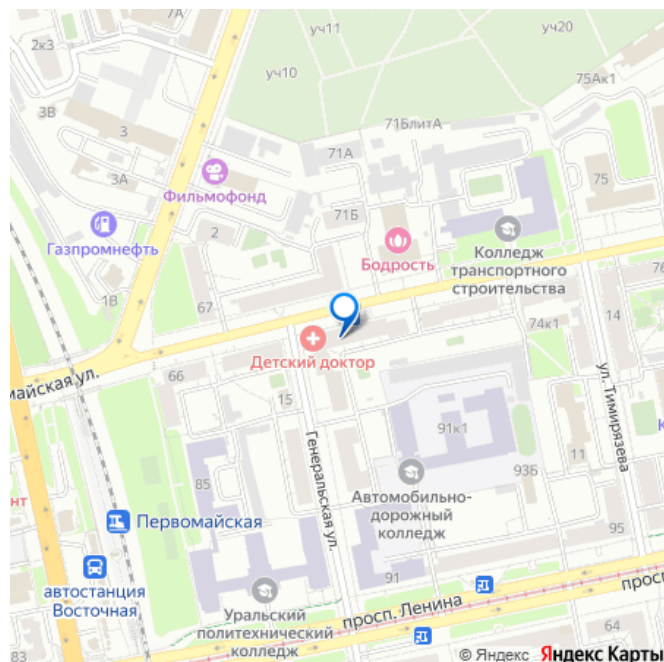 7А
уч11
уч20
2к3
уч10
75Ак1
3В
71БлитА
3
71А
3А
75
Фильмофонд
71Б
Газпромнефть
2
Бодрость
Колледж
транспортного
строительства
1В
67
76
14
74к1
Детский доктор
майская ул.
66
15
ул. Тимирязева
К
91к1
Генеральская ул.
11
93Б
85
нт
Автомобильно-
дорожный
колледж
Первомайская
95
автостанция
Восточная
91
просп. Ленина
просп
Уральский
политехнический
колледж
64
83
© Яндекс Яндекс Карты